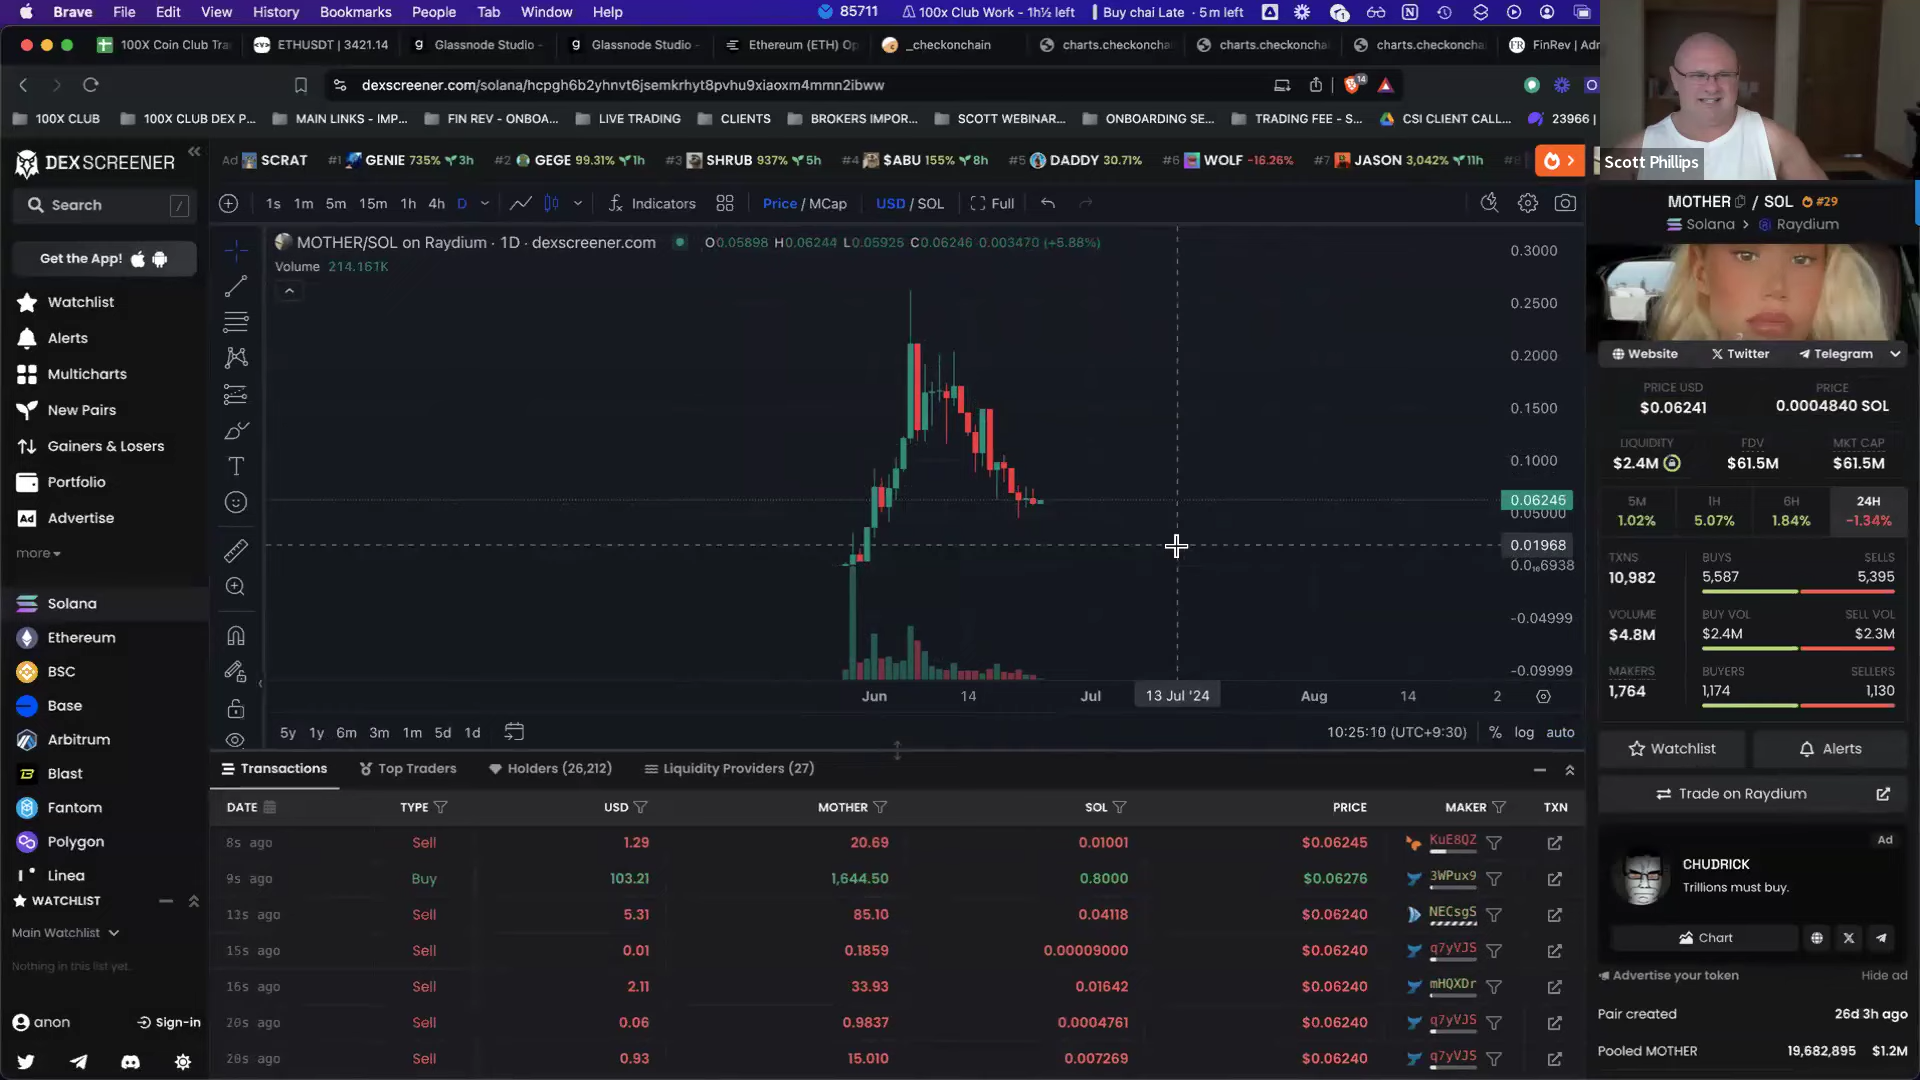 Brave File Edit View History Bookmarks People Tab Window Help 85711 100x Club Work - 1h½ left Buy chai Late - 5 m left
100X Coin Club Tra ETHUSDT | 3421.14 Glassnode Studio - Glassnode Studio - Ethereum (ETH) Op _checkonchain charts.checkoncha charts.checkoncha charts.checkoncha FinRev | Adr
dexscreener.com/solana/hcpgh6b2yhnvt6jsemkrhyt8pvhu9xiaoxm4mmn2ibww 14
100X CLUB 100X CLUB DEX P... MAIN LINKS - IMP... FIN REV - ONBOA... LIVE TRADING CLIENTS BROKERS IMPOR... SCOTT WEBINAR... ONBOARDING SE... TRADING FEE - S... CSI CLIENT CALL... 23966
Scott Phillips
DEX SCREENER
Ad SCRAT #1 GENIE 735% 3h #2 GEGE 99.31% 1h #3 SHRUB 937% 5h #4 $ABU 155% 8h #5 DADDY 30.71% #6 WOLF -16.26% #7 JASON 3,042% 11h
Search /
Get the App!
Watchlist
Alerts
Multicharts
New Pairs
Gainers & Losers
Portfolio
Ad Advertise
more
Solana
Ethereum
BSC
Base
Arbitrum
Blast
Fantom
Polygon
Linea
WATCHLIST
Main Watchlist
Nothing in this list yet.
anon Sign-in
1s 1m 5m 15m 1h 4h D Indicators Price / MCap USD / SOL Full
MOTHER/SOL on Raydium · 1D · dexscreener.com O0.05898 H0.06244 L0.05925 C0.06246 0.003470 (+5.88%)
Volume 214.161K
0.3000
0.2500
0.2000
0.1500
0.1000
0.06245
0.05000
0.01968
0.0₁₆6938
-0.04999
-0.09999
Jun 14 Jul 13 Jul '24 Aug 14 2
5y 1y 6m 3m 1m 5d 1d 10:25:10 (UTC+9:30) % log auto
Transactions Top Traders Holders (26,212) Liquidity Providers (27)
DATE TYPE USD MOTHER SOL PRICE MAKER TXN
8s ago Sell 1.29 20.69 0.01001 $0.06245 KuE8QZ
9s ago Buy 103.21 1,644.50 0.8000 $0.06276 3WPux9
13s ago Sell 5.31 85.10 0.04118 $0.06240 NECsgS
15s ago Sell 0.01 0.1859 0.00009000 $0.06240 q7yVJS
16s ago Sell 2.11 33.93 0.01642 $0.06240 mHQXDr
20s ago Sell 0.06 0.9837 0.0004761 $0.06240 q7yVJS
20s ago Sell 0.93 15.010 0.007269 $0.06240 q7yVJS
MOTHER / SOL #29
Solana > Raydium
Website Twitter Telegram
PRICE USD PRICE
$0.06241 0.0004840 SOL
LIQUIDITY FDV MKT CAP
$2.4M $61.5M $61.5M
5M 1H 6H 24H
1.02% 5.07% 1.84% -1.34%
TXNS BUYS SELLS
10,982 5,587 5,395
VOLUME BUY VOL SELL VOL
$4.8M $2.4M $2.3M
MAKERS BUYERS SELLERS
1,764 1,174 1,130
Watchlist Alerts
Trade on Raydium
Ad
CHUDRICK
Trillions must buy.
Chart
Advertise your token Hide ad
Pair created 26d 3h ago
Pooled MOTHER 19,682,895 $1.2M